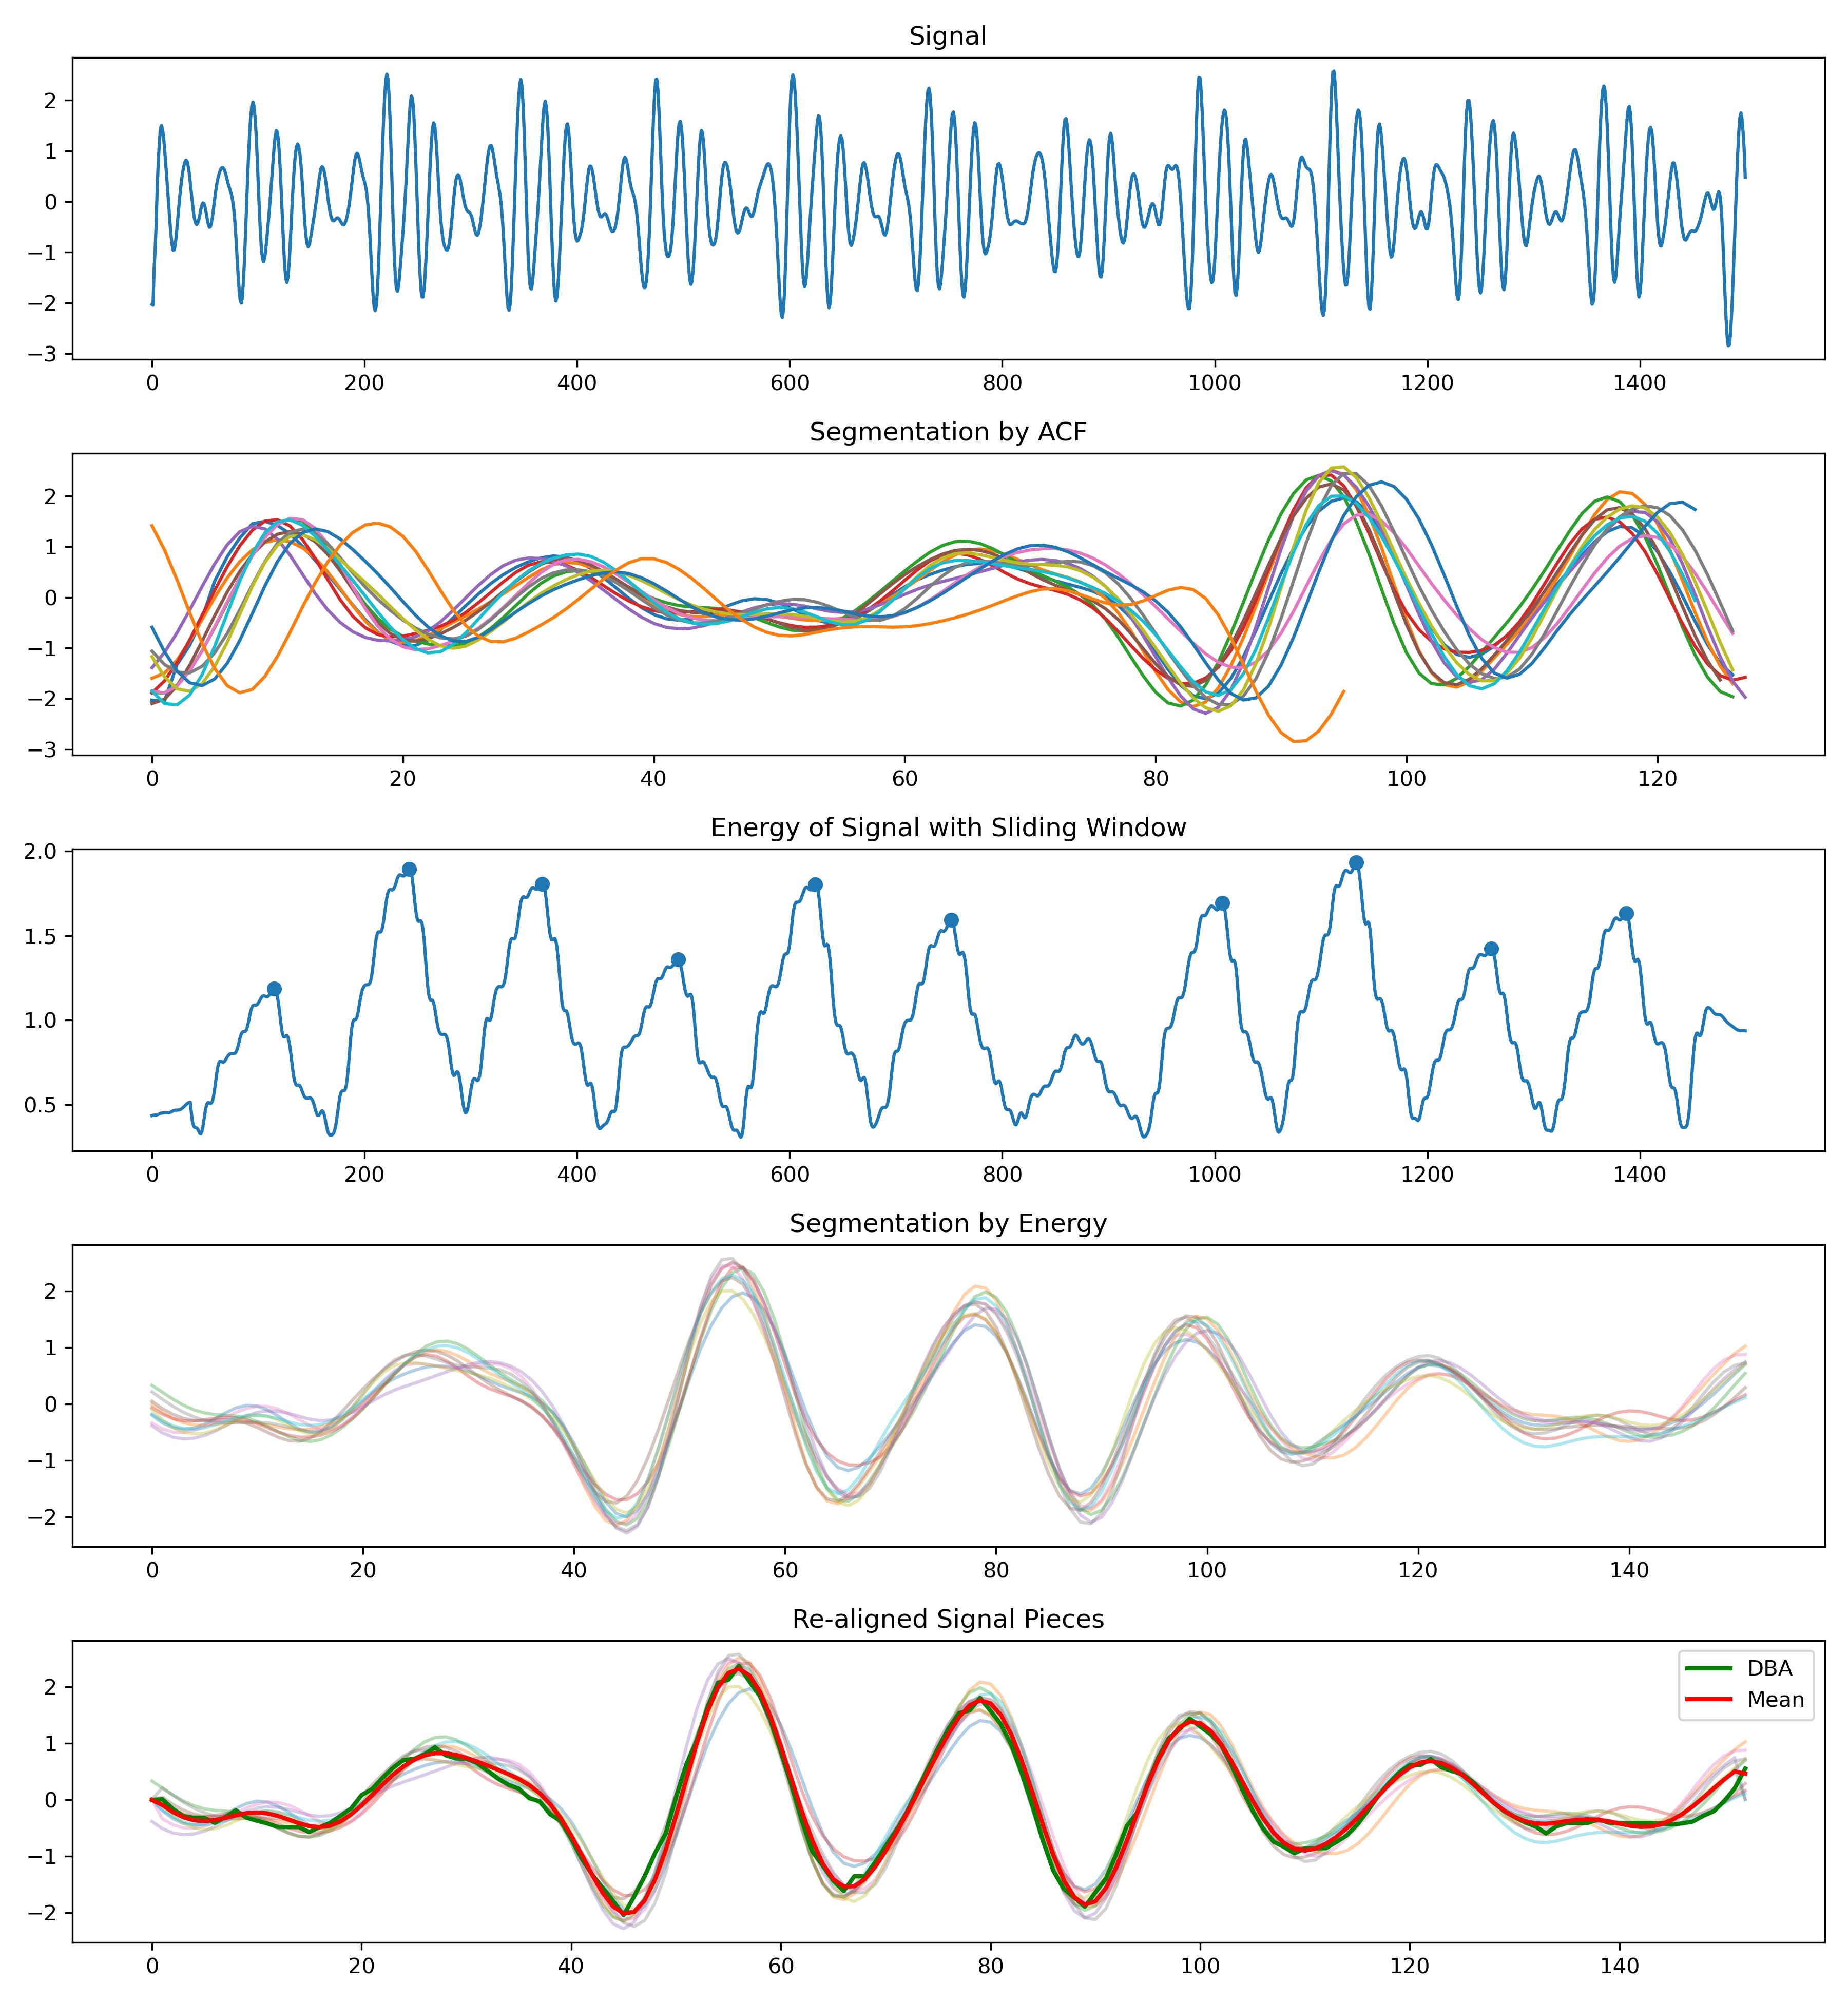 Signal
2
1
0
−1
−2
−3
0 200 400 600 800 1000 1200 1400
Segmentation by ACF
2
1
0
−1
−2
−3
0 20 40 60 80 100 120
Energy of Signal with Sliding Window
2.0
1.5
1.0
0.5
0 200 400 600 800 1000 1200 1400
Segmentation by Energy
2
1
0
−1
−2
0 20 40 60 80 100 120 140
Re-aligned Signal Pieces
DBA
Mean
2
1
0
−1
−2
0 20 40 60 80 100 120 140